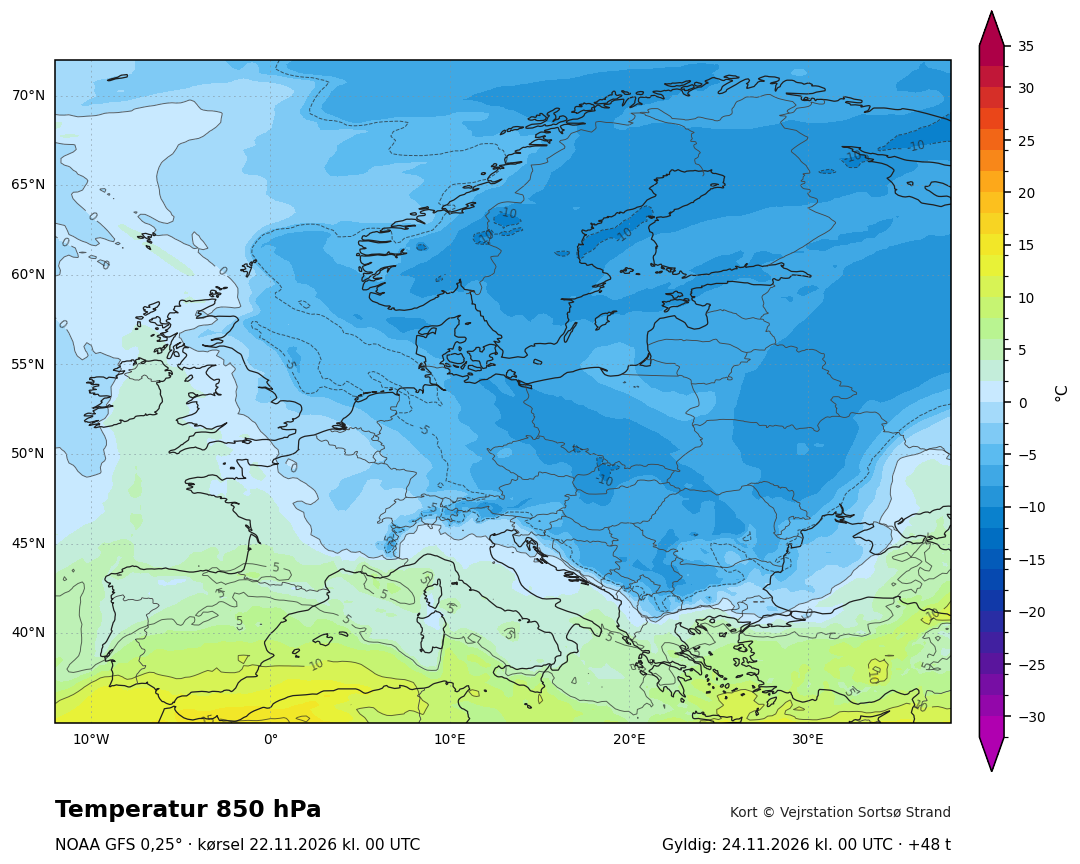 35
30
25
20
15
10
5
0
−5
−10
−15
−20
−25
−30
°C
70°N
65°N
60°N
55°N
50°N
45°N
40°N
10°W
0°
10°E
20°E
30°E
Temperatur 850 hPa
Kort © Vejrstation Sortsø Strand
NOAA GFS 0,25° · kørsel 22.11.2026 kl. 00 UTC
Gyldig: 24.11.2026 kl. 00 UTC · +48 t